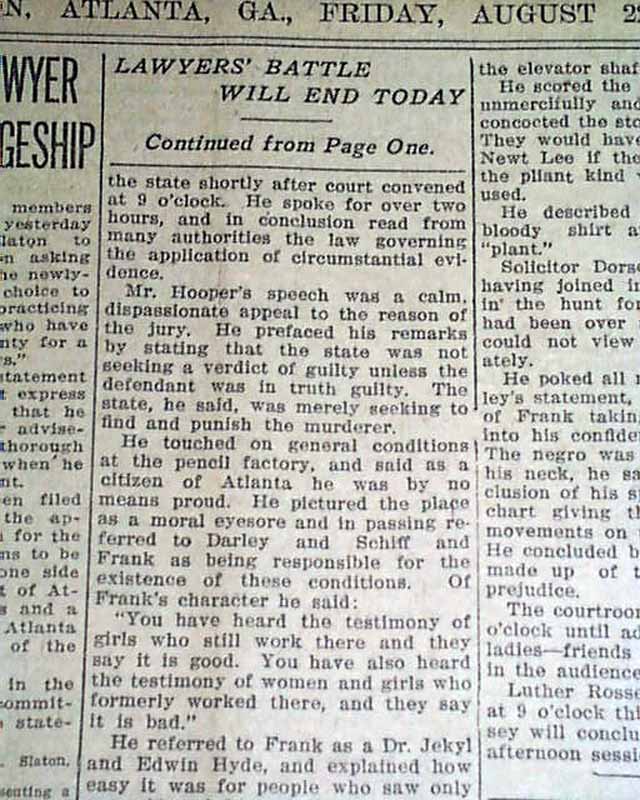 N, ATLANTA, GA., FRIDAY, AUGUST
WYER
GESHIP
members
yesterday
Slaton to
asking
newly-
choice to
practicing
who have
for a
statement
express
that he
advise-
thorough
when he
filed
the ap-
for the
to be
one side
of At-
and a
Atlanta
of the
in the
commit-
state-
Slaton.
LAWYERS' BATTLE
WILL END TODAY
Continued from Page One.
the state shortly after court convened
at 9 o'clock. He spoke for over two
hours, and in conclusion read from
many authorities the law governing
the application of circumstantial evi-
dence.
Mr. Hooper's speech was a calm,
dispassionate appeal to the reason of
the jury. He prefaced his remarks
by stating that the state was not
seeking a verdict of guilty unless the
defendant was in truth guilty. The
state, he said, was merely seeking to
find and punish the murderer.
He touched on general conditions
at the pencil factory, and said as a
citizen of Atlanta he was by no
means proud. He pictured the place
as a moral eyesore and in passing re-
ferred to Darley and Schiff and
Frank as being responsible for the
existence of these conditions. Of
Frank's character he said:
"You have heard the testimony of
girls who still work there and they
say it is good. You have also heard
the testimony of women and girls who
formerly worked there, and they say
it is bad."
He referred to Frank as a Dr. Jekyl
and Edwin Hyde, and explained how
easy it was for people who saw only
the elevator shaf
He scored the
unmercifully and
concocted the sto
They would have
Newt Lee if the
the pliant kind
used.
He described
bloody shirt a
"plant."
Solicitor Dorse
having joined in
in the hunt for
had been over
could not view
ately.
He poked all
ley's statement,
of Frank takin
into his confide
The negro was
his neck, he sa
clusion of his s
chart giving th
movements on
He concluded b
made up of t
prejudice.
The courtroom
o'clock until ad
ladies—friends
in the audience
Luther Rosse
at 9 o'clock thi
sey will conclu
afternoon sessi